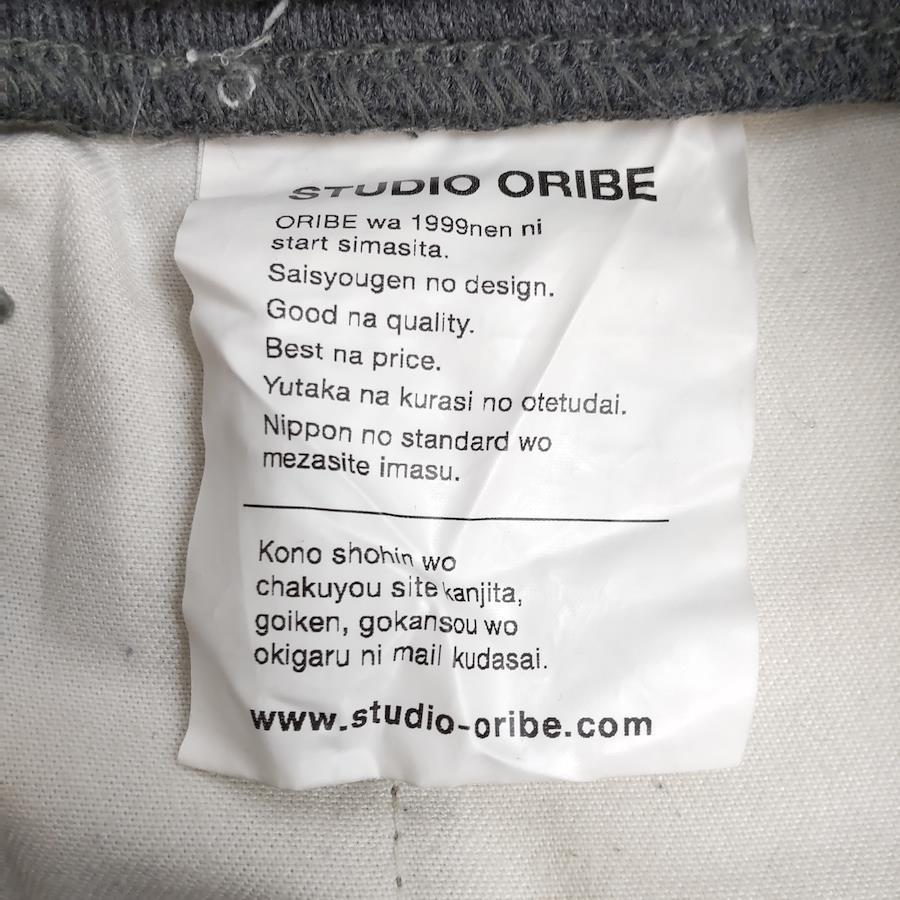 STUDIO ORIBE
ORIBE wa 1999nen ni
start simasita.
Saisyougen no design.
Good na quality.
Best na price.
Yutaka na kurasi no otetudai.
Nippon no standard wo
mezasite imasu.
Kono shohin wo
chakuyou site kanjita,
goiken, gokansou wo
okigaru ni mail kudasai.
www.studio-oribe.com